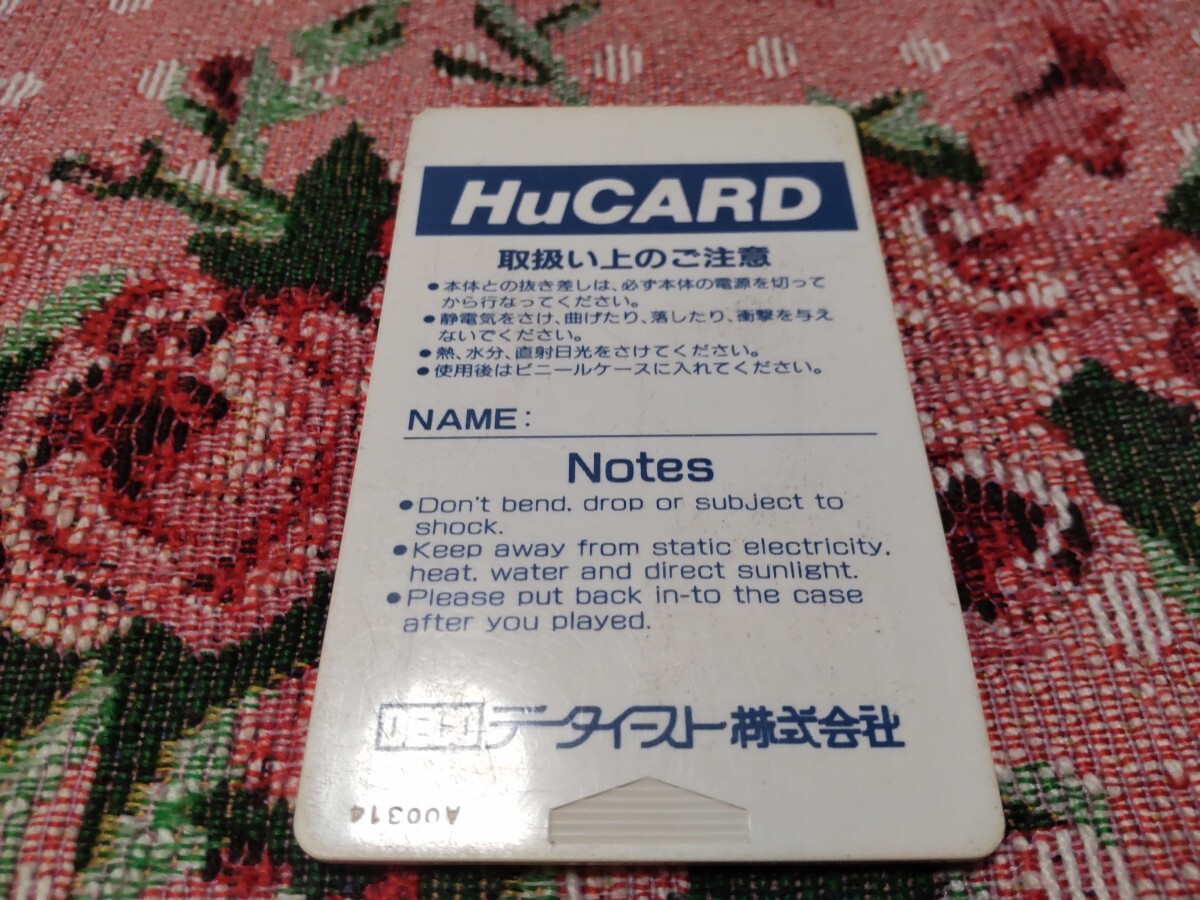 HuCARD
取扱い上のご注意
●本体との抜き差しは、必ず本体の電源を切って
から行なってください。
●静電気をさけ、曲げたり、落したり、衝撃を与え
ないでください。
●熱、水分、直射日光をさけてください。
●使用後はビニールケースに入れてください。
NAME:
Notes
●Don't bend, drop or subject to
shock.
●Keep away from static electricity,
heat, water and direct sunlight.
●Please put back in-to the case
after you played.
データイースト株式会社
A00314